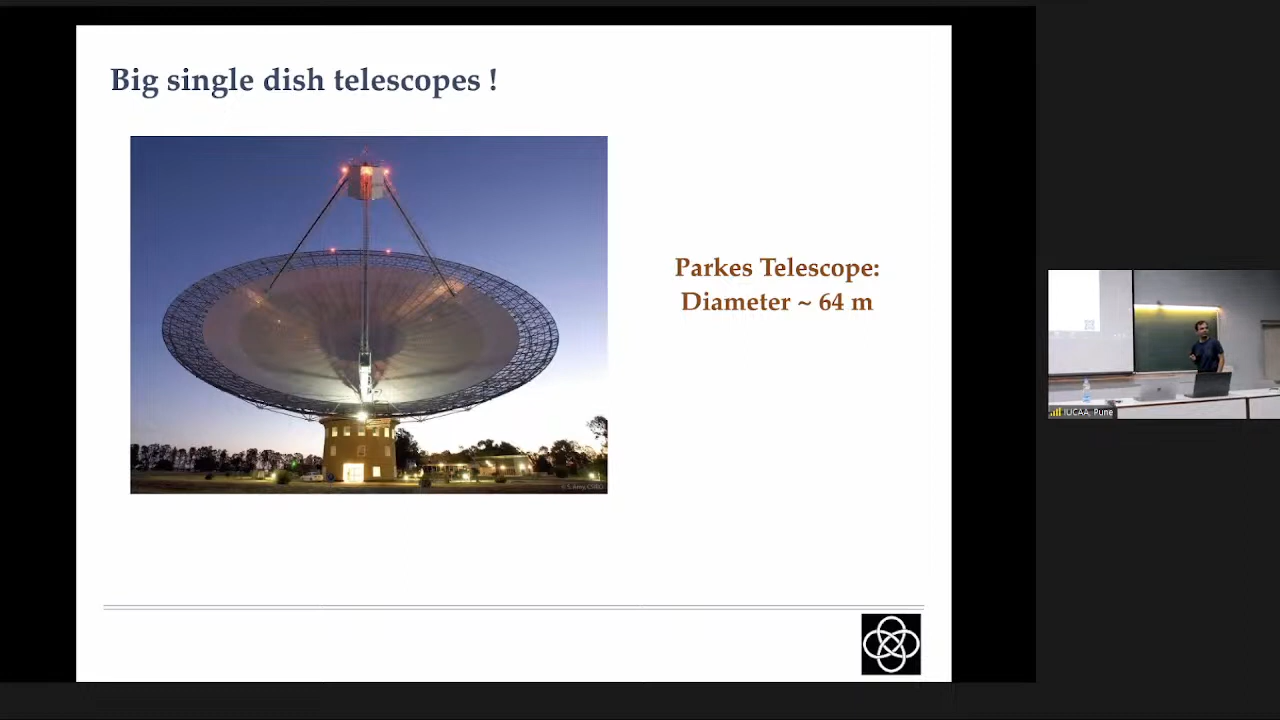 Big single dish telescopes !
Parkes Telescope:
Diameter ~ 64 m
IUCAA, Pune